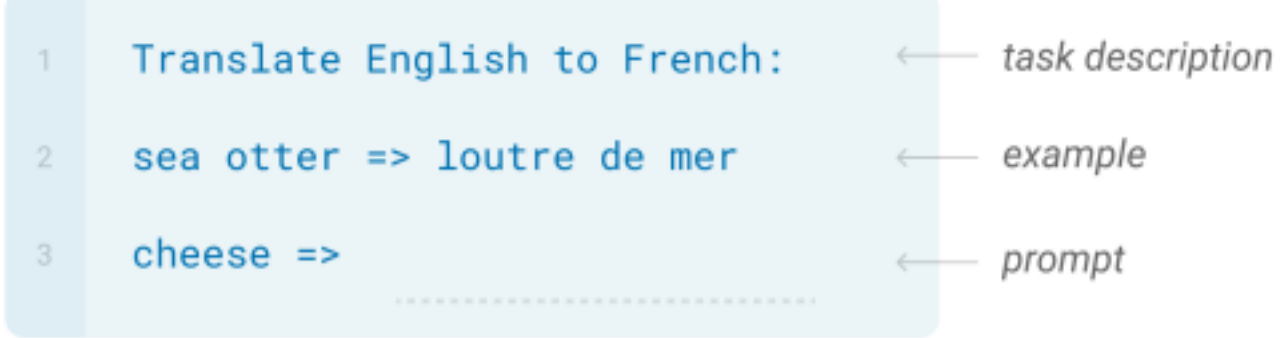 1 Translate English to French: task description
2 sea otter => loutre de mer example
3 cheese => prompt